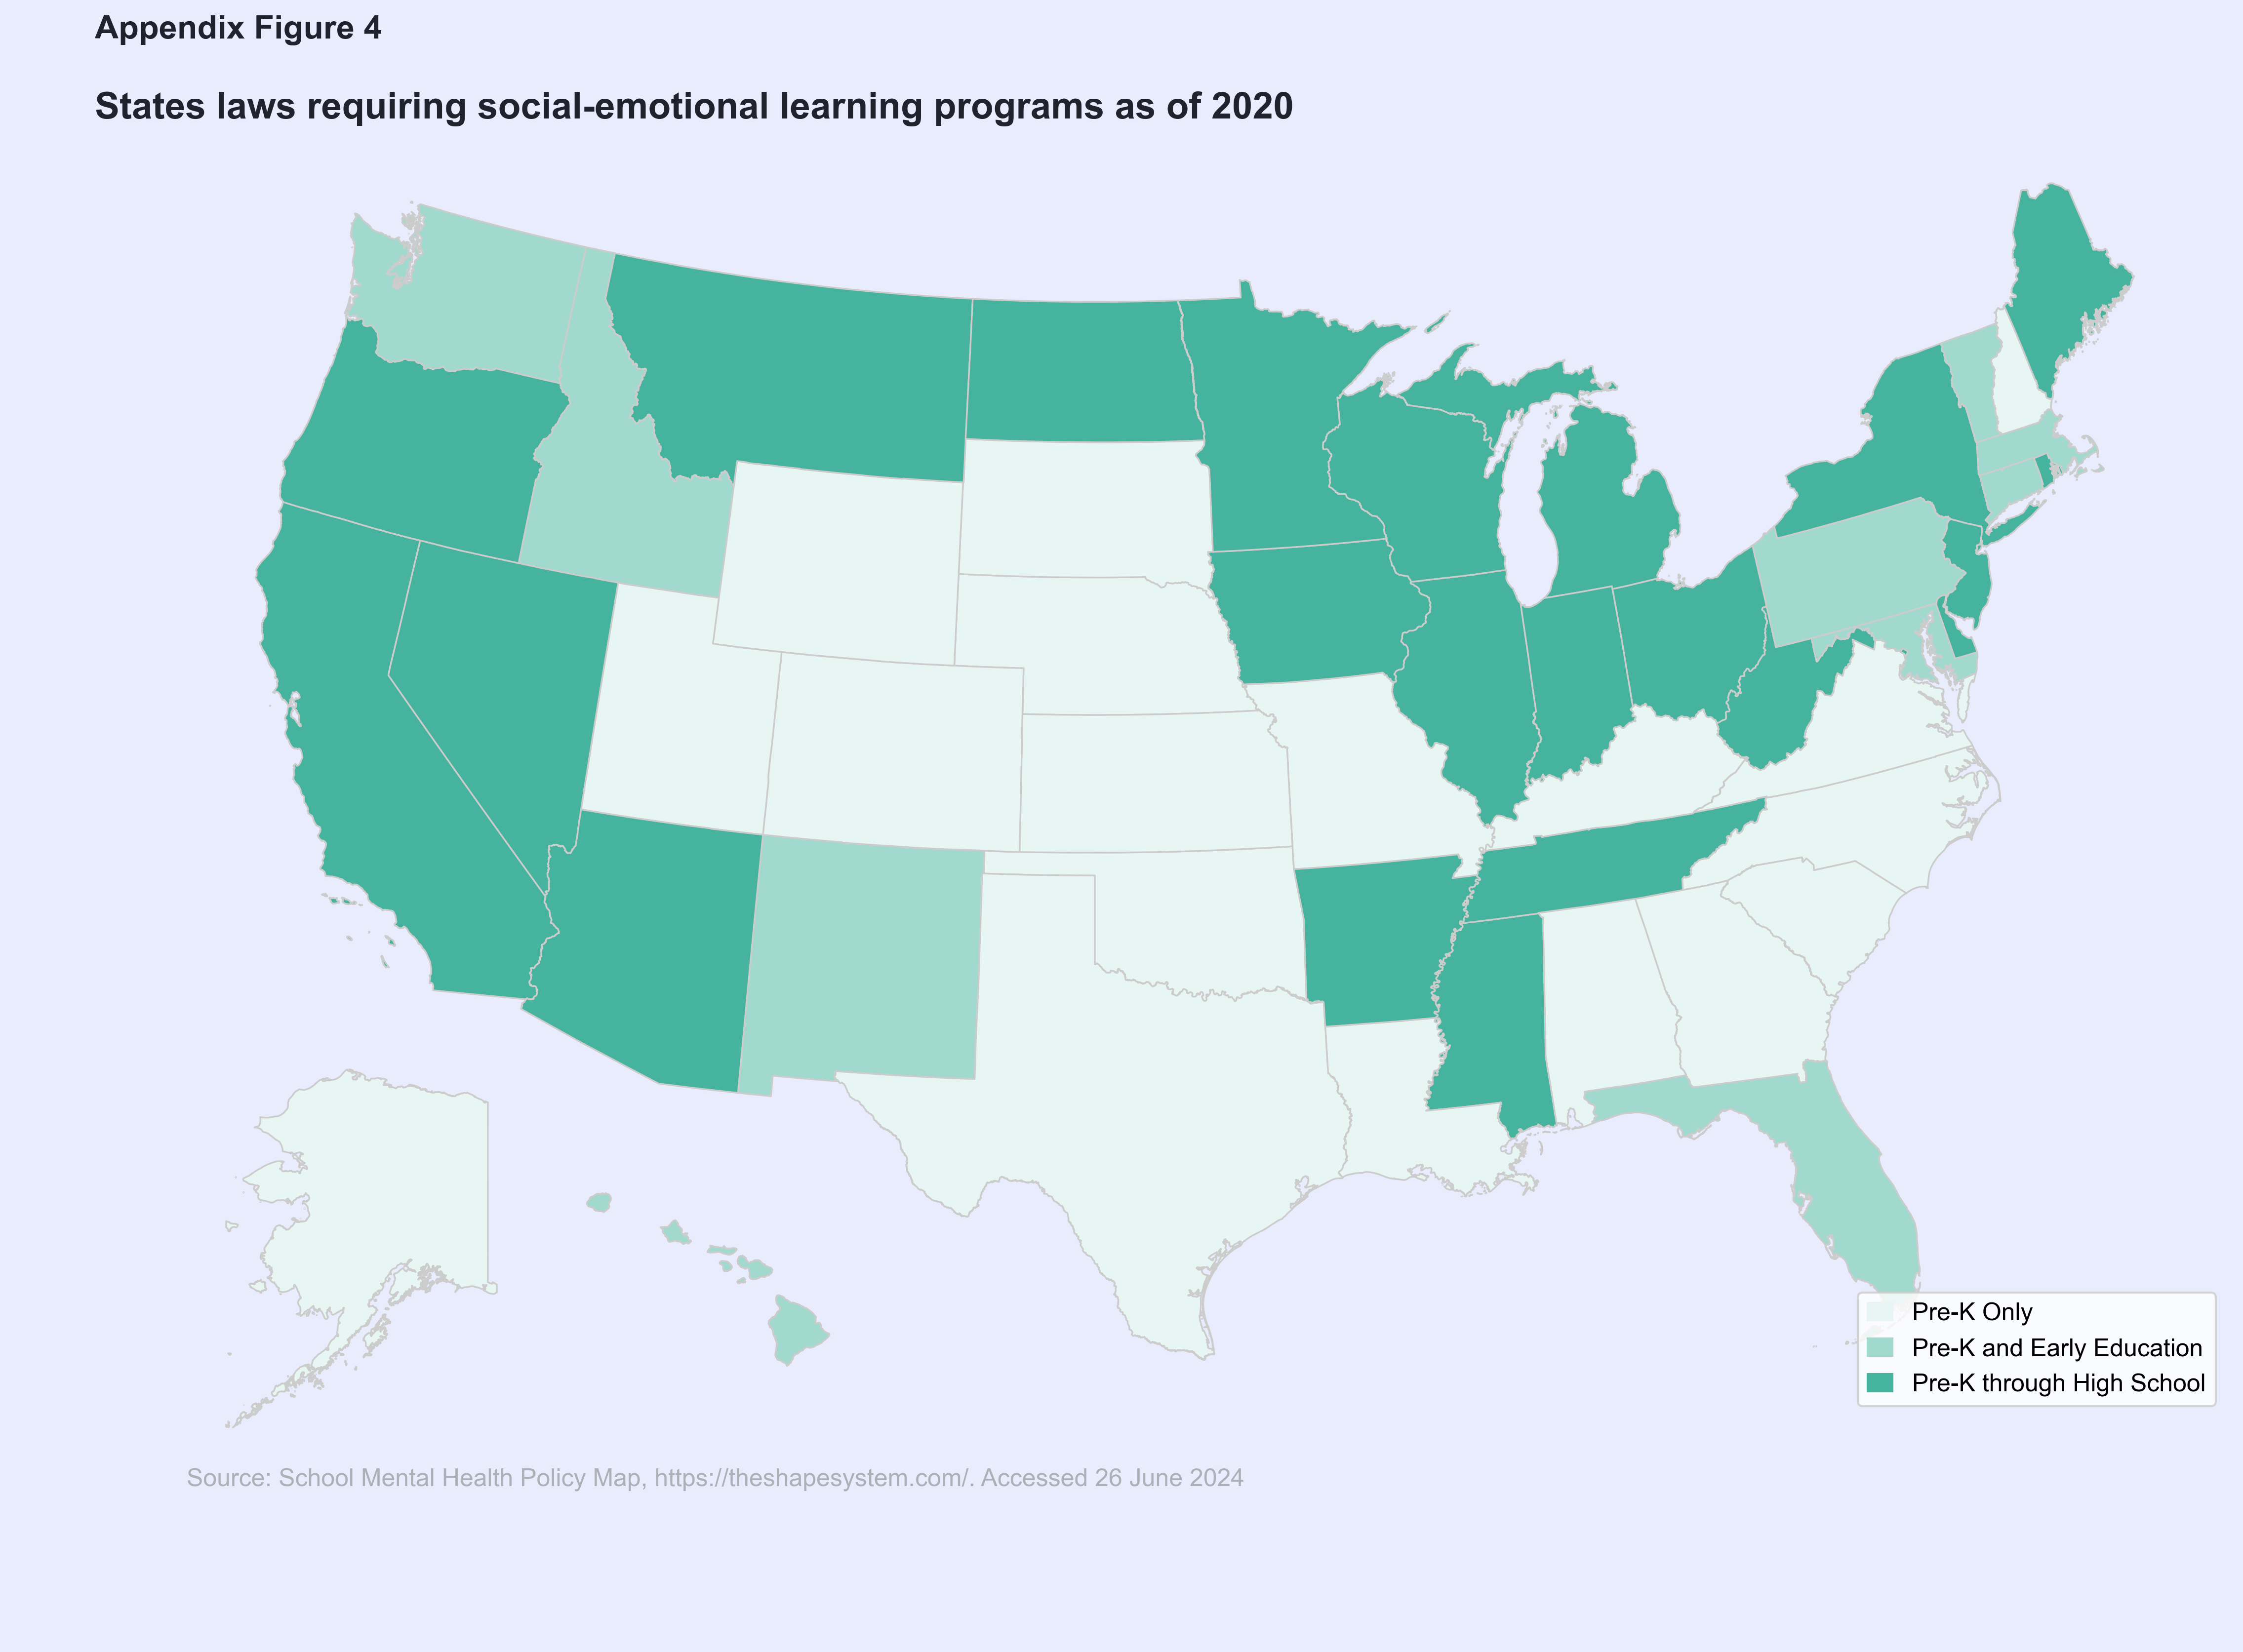 Appendix Figure 4
States laws requiring social-emotional learning programs as of 2020
Pre-K Only
Pre-K and Early Education
Pre-K through High School
Source: School Mental Health Policy Map, https://theshapesystem.com/. Accessed 26 June 2024